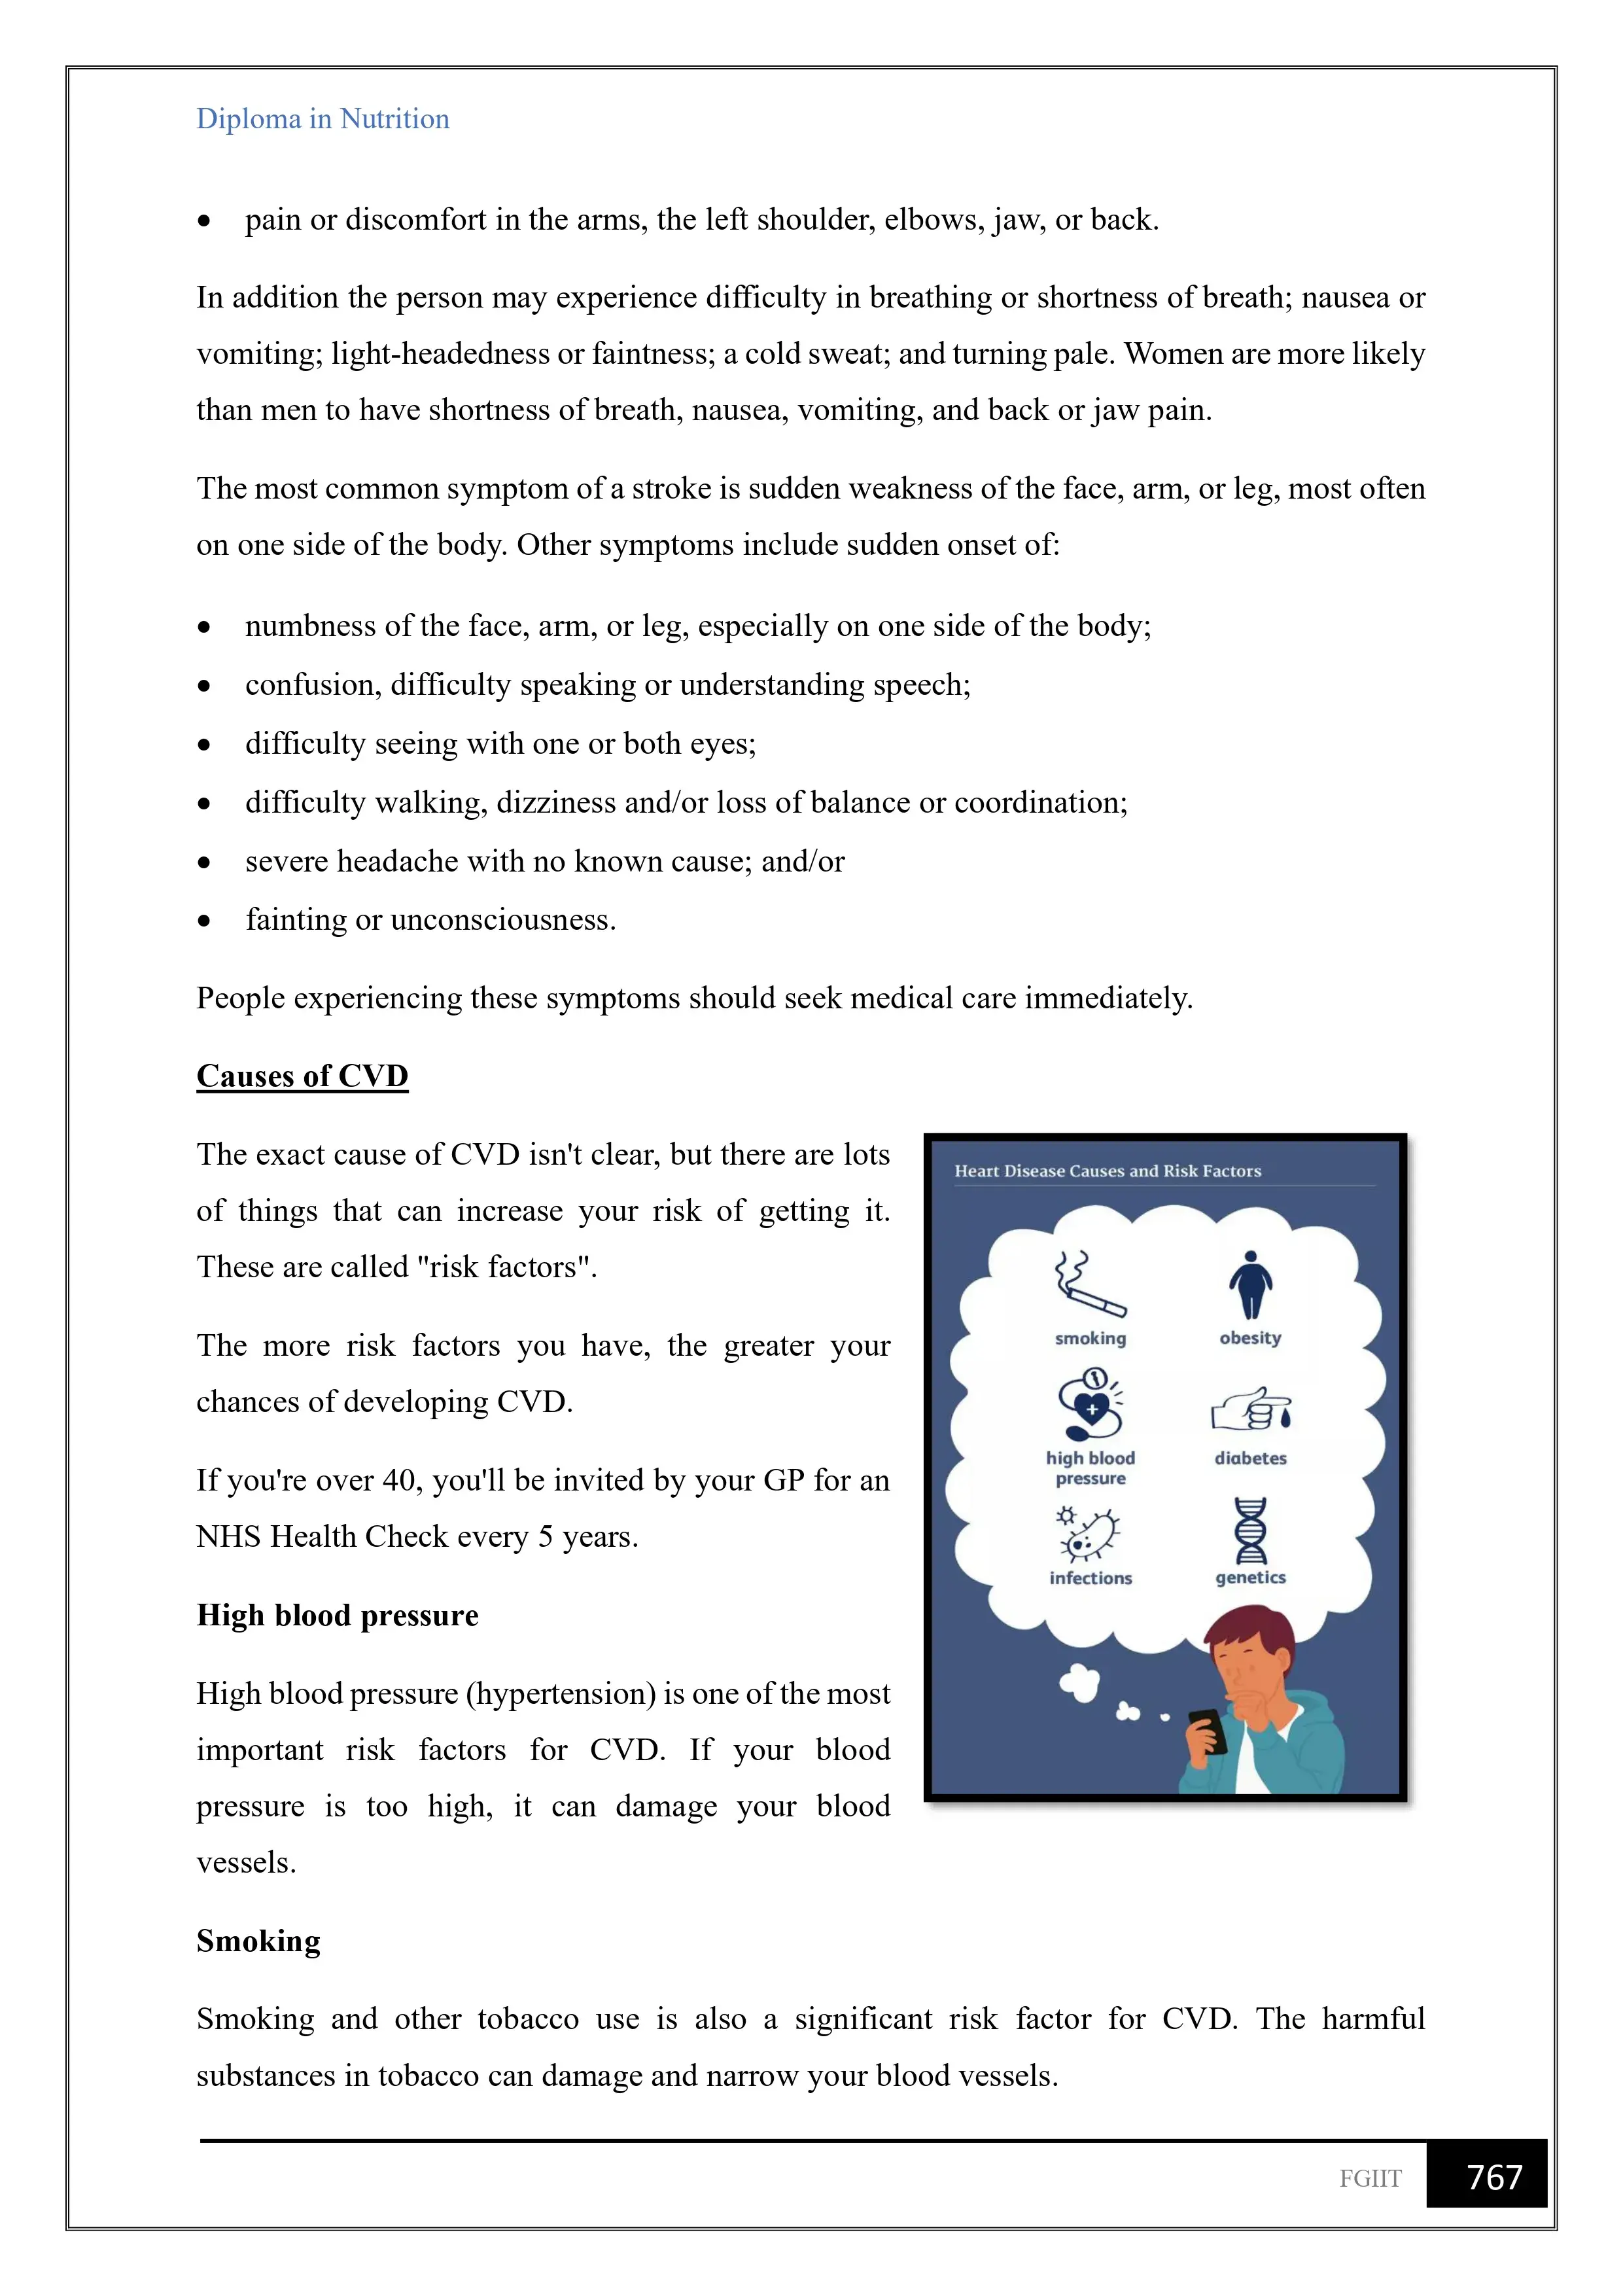 Diploma in Nutrition
• pain or discomfort in the arms, the left shoulder, elbows, jaw, or back.
In addition the person may experience difficulty in breathing or shortness of breath; nausea or
vomiting; light-headedness or faintness; a cold sweat; and turning pale. Women are more likely
than men to have shortness of breath, nausea, vomiting, and back or jaw pain.
The most common symptom of a stroke is sudden weakness of the face, arm, or leg, most often
on one side of the body. Other symptoms include sudden onset of:
• numbness of the face, arm, or leg, especially on one side of the body;
• confusion, difficulty speaking or understanding speech;
• difficulty seeing with one or both eyes;
• difficulty walking, dizziness and/or loss of balance or coordination;
• severe headache with no known cause; and/or
• fainting or unconsciousness.
People experiencing these symptoms should seek medical care immediately.
Causes of CVD
The exact cause of CVD isn't clear, but there are lots
of things that can increase your risk of getting it.
These are called "risk factors".
The more risk factors you have, the greater your
chances of developing CVD.
If you're over 40, you'll be invited by your GP for an
NHS Health Check every 5 years.
High blood pressure
High blood pressure (hypertension) is one of the most
important risk factors for CVD. If your blood
pressure is too high, it can damage your blood
vessels.
Heart Disease Causes and Risk Factors
smoking
obesity
high blood
pressure
diabetes
infections
genetics
Smoking
Smoking and other tobacco use is also a significant risk factor for CVD. The harmful
substances in tobacco can damage and narrow your blood vessels.
FGIIT
767